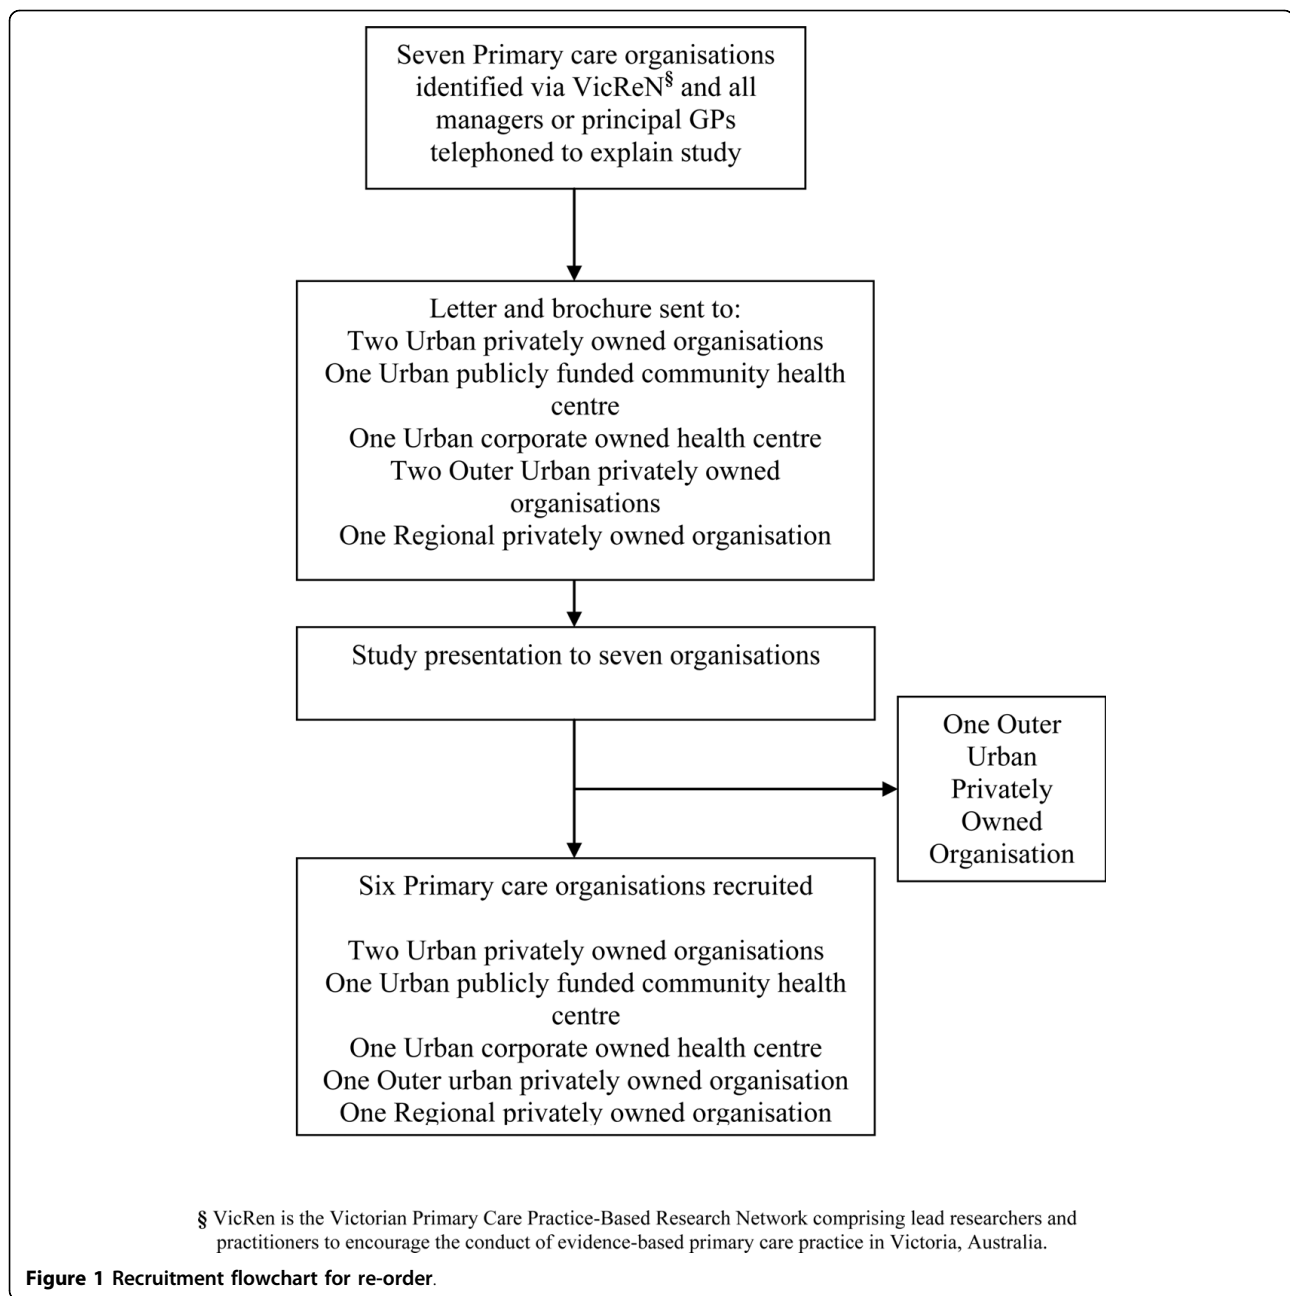 Seven Primary care organisations
identified via VicReN§ and all
managers or principal GPs
telephoned to explain study
Letter and brochure sent to:
Two Urban privately owned organisations
One Urban publicly funded community health
centre
One Urban corporate owned health centre
Two Outer Urban privately owned
organisations
One Regional privately owned organisation
Study presentation to seven organisations
One Outer
Urban
Privately
Owned
Organisation
Six Primary care organisations recruited
Two Urban privately owned organisations
One Urban publicly funded community health
centre
One Urban corporate owned health centre
One Outer urban privately owned organisation
One Regional privately owned organisation
§ VicRen is the Victorian Primary Care Practice-Based Research Network comprising lead researchers and
practitioners to encourage the conduct of evidence-based primary care practice in Victoria, Australia.
Figure 1 Recruitment flowchart for re-order.